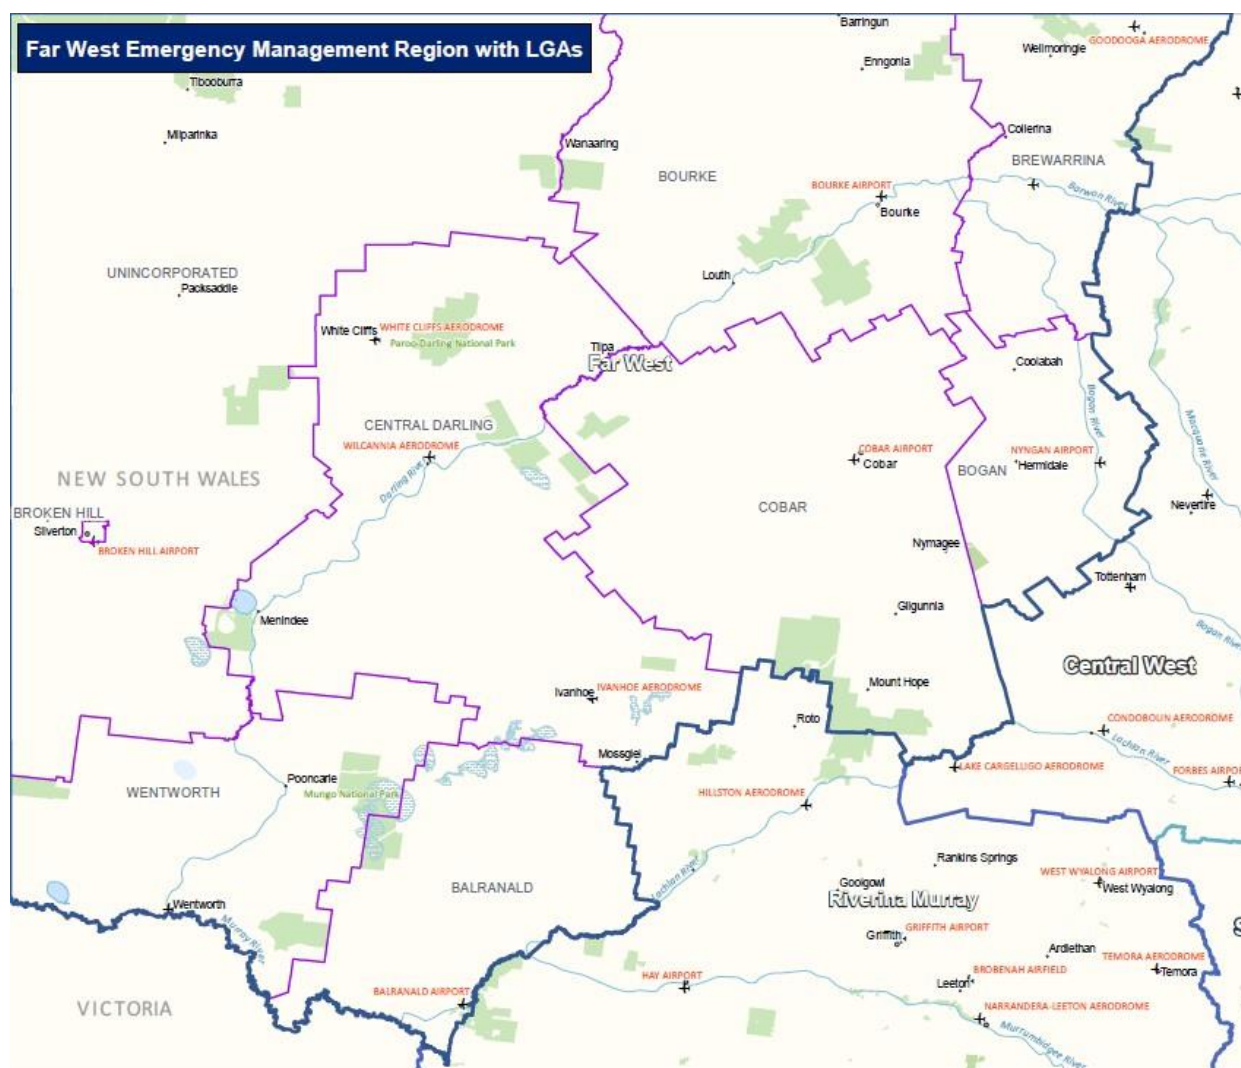 Far West Emergency Management Region with LGAs
Barringun
GOODOOGA AERODROME
Weilmoringle
Enngonia
Tibooburra
Milparinka
Collerina
Wanaaring
BREWARRINA
BOURKE
BOURKE AIRPORT
Barwon River
Bourke
UNINCORPORATED
Louth
Packsaddle
White Cliffs
WHITE CLIFFS AERODROME
Paroo-Darling National Park
Tilpa
Far West
Coolabah
Bogan River
Macquarie River
CENTRAL DARLING
WILCANNIA AERODROME
COBAR AIRPORT
Cobar
NYNGAN AIRPORT
Hermidale
BOGAN
Darling River
NEW SOUTH WALES
COBAR
Nevertire
BROKEN HILL
Silverton
BROKEN HILL AIRPORT
Nymagee
Tottenham
Gilgunnia
Menindee
Bogan River
Central West
Mount Hope
Ivanhoe
IVANHOE AERODROME
Roto
CONDOBOLIN AERODROME
Lachlan River
Mossgiel
LAKE CARGELLIGO AERODROME
FORBES AIRPOR
Pooncarie
WENTWORTH
Mungo National Park
HILLSTON AERODROME
Rankins Springs
WEST WYALONG AIRPORT
West Wyalong
Lachlan River
BALRANALD
Goolgowl
Riverina Murray
Wentworth
Murray River
Griffith
GRIFFITH AIRPORT
S
Ardlethan
TEMORA AERODROME
Temora
BROBENAH AIRFIELD
Leeton
HAY AIRPORT
BALRANALD AIRPORT
VICTORIA
NARRANDERA-LEETON AERODROME
Murrumbidgee River